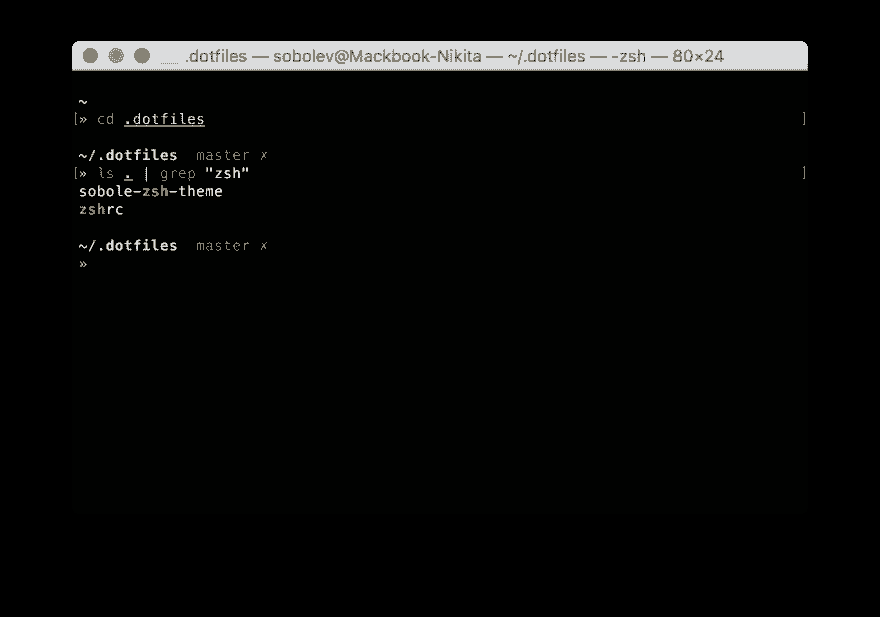 .dotfiles — sobolev@Mackbook-Nikita — ~/.dotfiles — -zsh — 80×24
~
[» cd .dotfiles ]
~/.dotfiles master ✗
[» ls . | grep "zsh" ]
sobole-zsh-theme
zshrc
~/.dotfiles master ✗
»